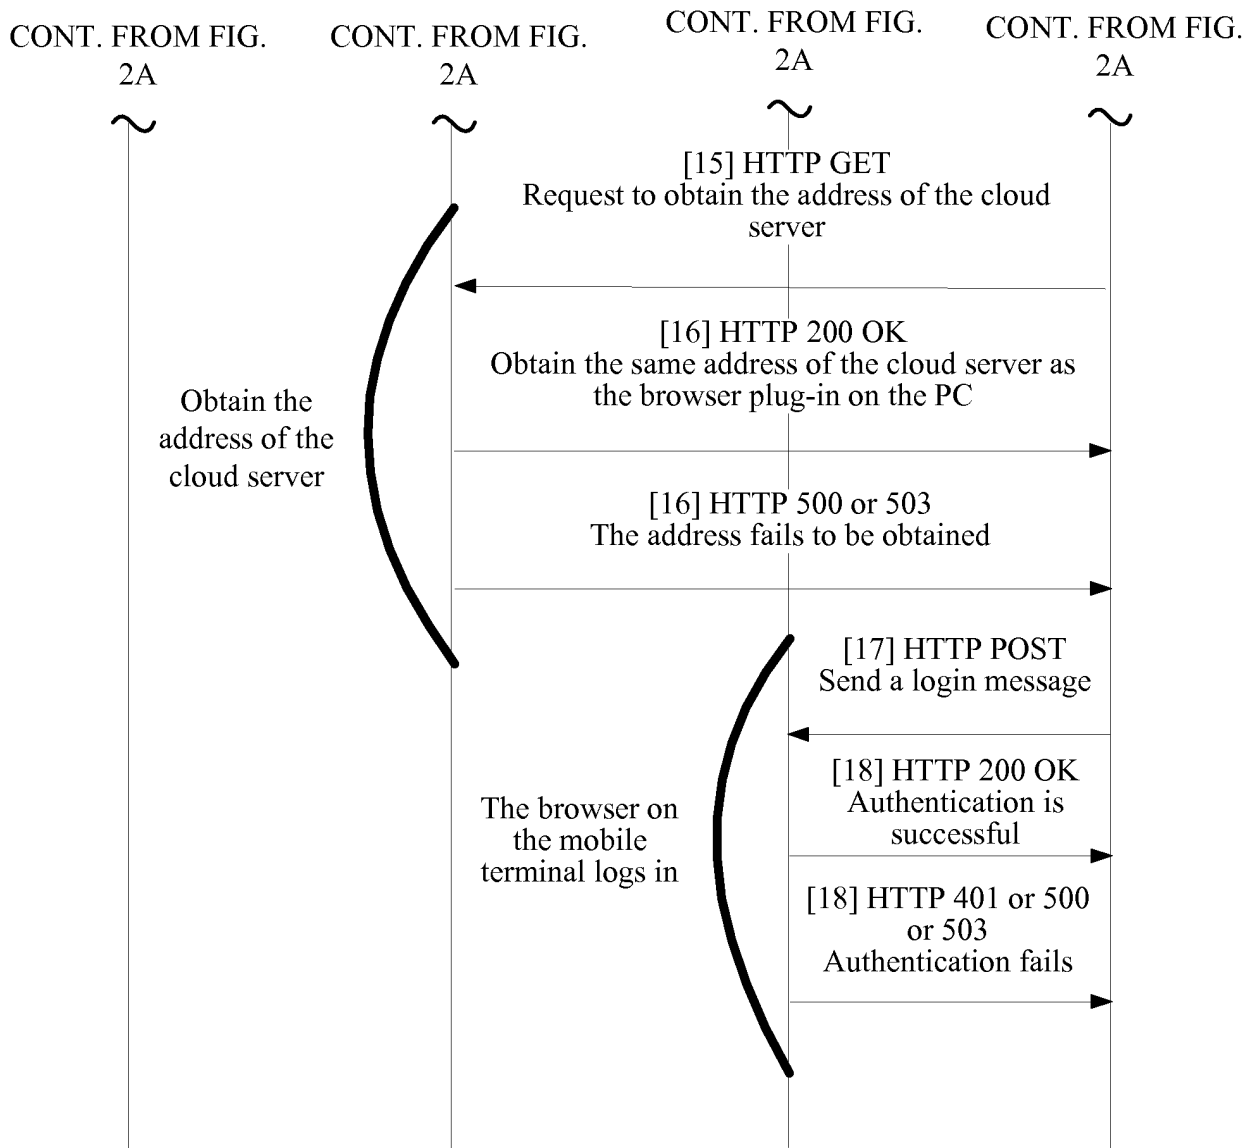 CONT. FROM FIG.
2A
CONT. FROM FIG.
2A
CONT. FROM FIG.
2A
CONT. FROM FIG.
2A
[15] HTTP GET
Request to obtain the address of the cloud
server
[16] HTTP 200 OK
Obtain the same address of the cloud server as
the browser plug-in on the PC
Obtain the
address of the
cloud server
[16] HTTP 500 or 503
The address fails to be obtained
[17] HTTP POST
Send a login message
[18] HTTP 200 OK
Authentication is
successful
The browser on
the mobile
terminal logs in
[18] HTTP 401 or 500
or 503
Authentication fails